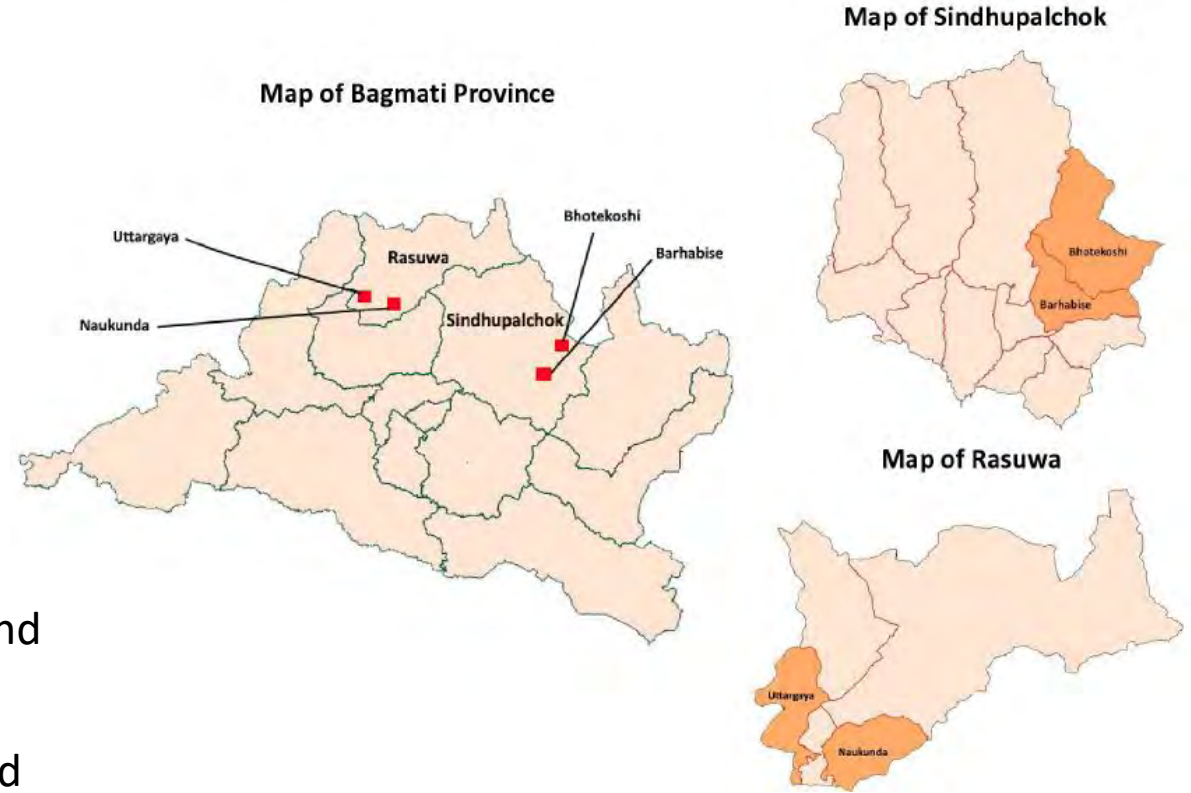 Map of Sindhupalchok
Map of Bagmati Province
Bhotekoshi
Uttargaya
Barhabise
Rasuwa
Bhotekoshi
Naukunda
Sindhupalchok
Barhabise
Map of Rasuwa
nd
Uttargaya
Naukunda
d